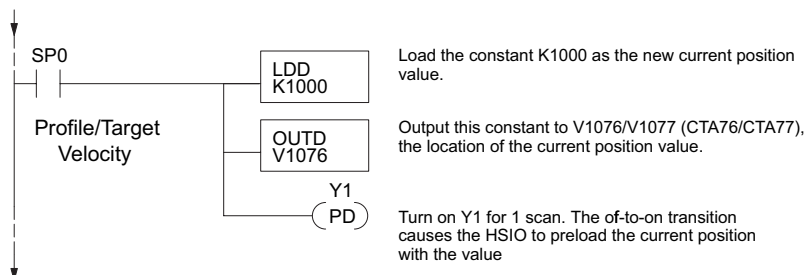 SP0
LDD
K1000
Load the constant K1000 as the new current position
value.
Profile/Target
Velocity
OUTD
V1076
Output this constant to V1076/V1077 (CTA76/CTA77),
the location of the current position value.
Y1
PD
Turn on Y1 for 1 scan. The of-to-on transition
causes the HSIO to preload the current position
with the value